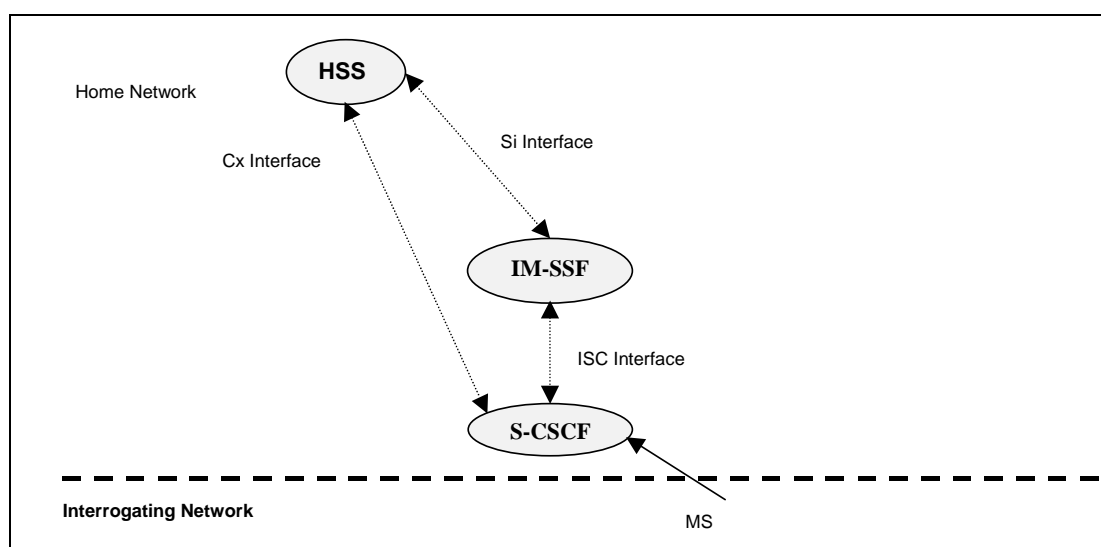 HSS
Home Network
Si Interface
Cx Interface
IM-SSF
ISC Interface
S-CSCF
Interrogating Network
MS